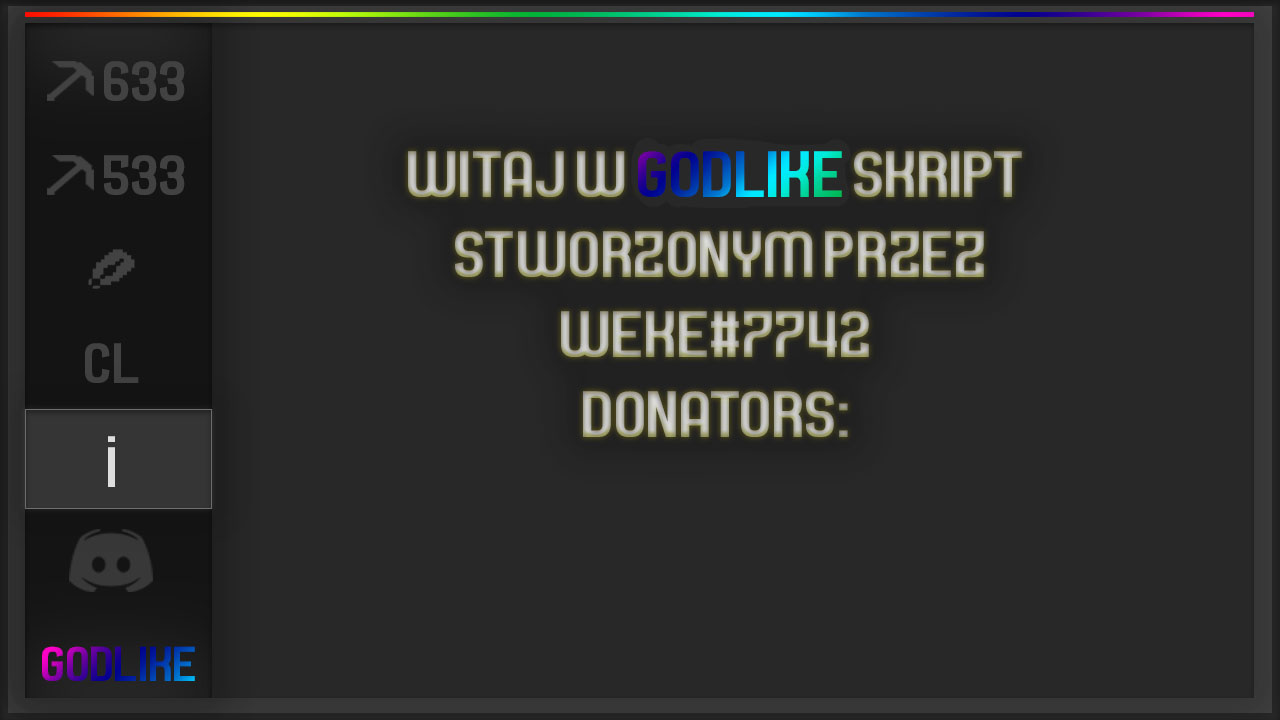 633
533
CL
i
GODLIKE
WITAJ W GODLIKE SKRIPT
STWORZONYM PRZEZ
WEKE#7742
DONATORS: